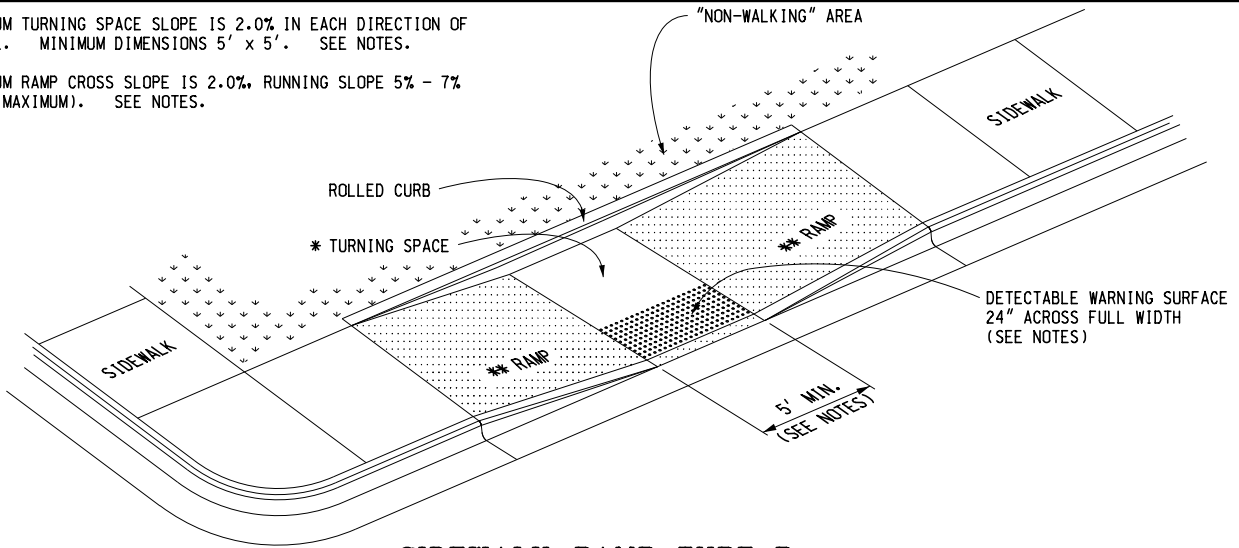 UM TURNING SPACE SLOPE IS 2.0% IN EACH DIRECTION OF
. MINIMUM DIMENSIONS 5' x 5'. SEE NOTES.
UM RAMP CROSS SLOPE IS 2.0%, RUNNING SLOPE 5% - 7%
MAXIMUM). SEE NOTES.
"NON-WALKING" AREA
SIDEWALK
ROLLED CURB
* TURNING SPACE
** RAMP
DETECTABLE WARNING SURFACE
24" ACROSS FULL WIDTH
(SEE NOTES)
SIDEWALK
** RAMP
5' MIN.
(SEE NOTES)